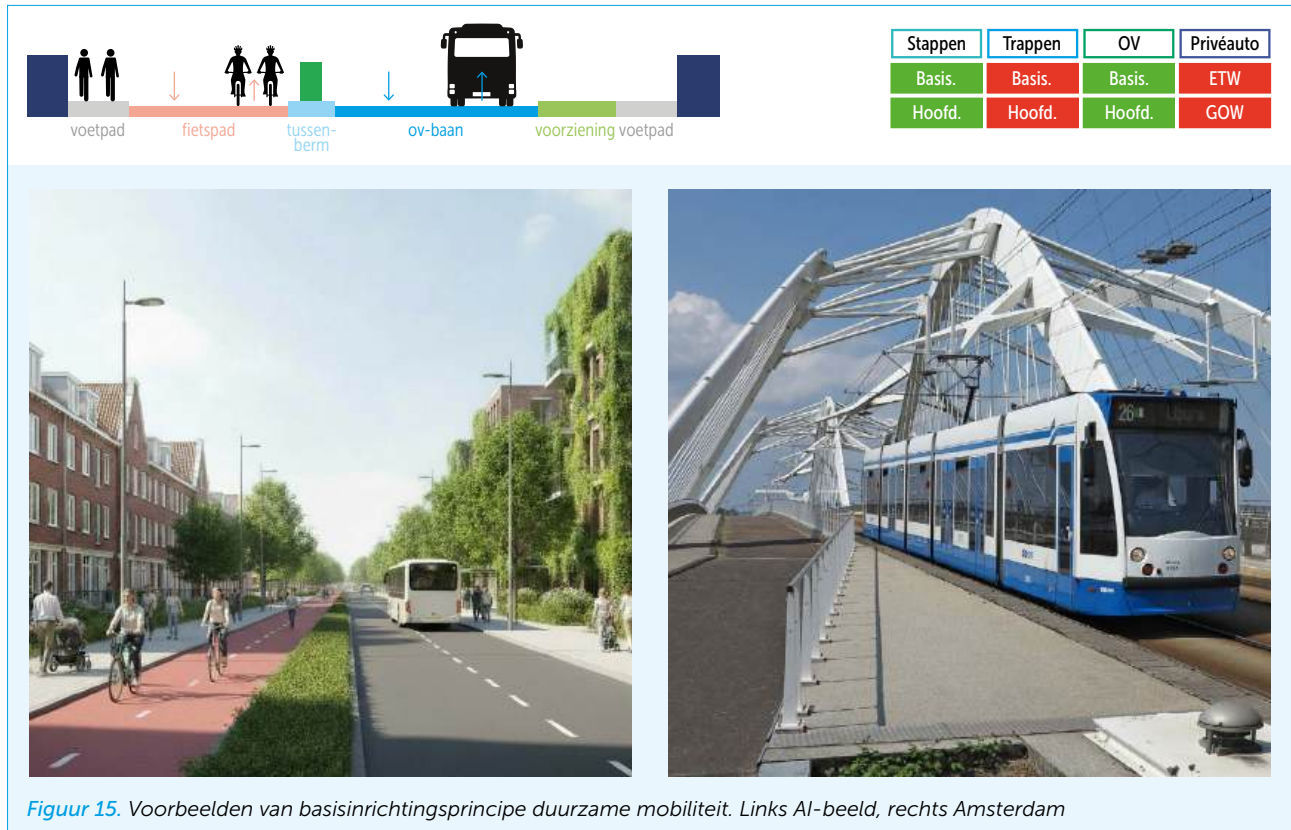 voetpad fietspad tussen- ov-baan voorziening voetpad
berm
Stappen Trappen OV Privéauto
Basis. Basis. Basis. ETW
Hoofd. Hoofd. Hoofd. GOW
26
Figuur 15. Voorbeelden van basisinrichtingsprincipe duurzame mobiliteit. Links AI-beeld, rechts Amsterdam